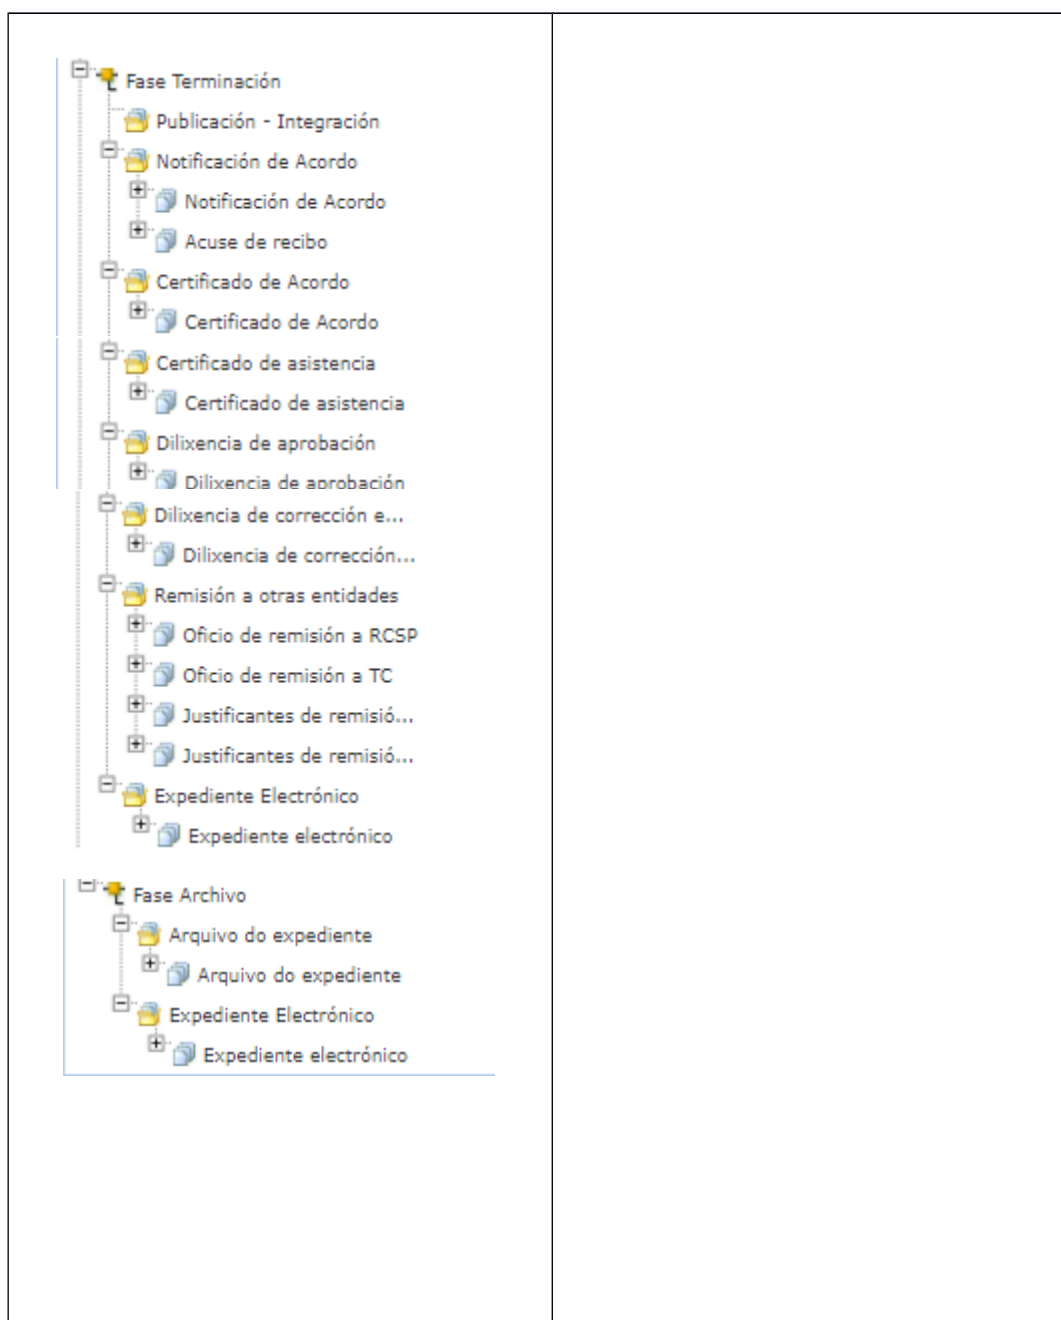 Fase Terminación
Publicación - Integración
Notificación de Acordo
Notificación de Acordo
Acuse de recibo
Certificado de Acordo
Certificado de Acordo
Certificado de asistencia
Certificado de asistencia
Dilixencia de aprobación
Dilixencia de aprobación
Dilixencia de corrección e...
Dilixencia de corrección...
Remisión a otras entidades
Oficio de remisión a RCSP
Oficio de remisión a TC
Justificantes de remisió...
Justificantes de remisió...
Expediente Electrónico
Expediente electrónico
Fase Archivo
Arquivo do expediente
Arquivo do expediente
Expediente Electrónico
Expediente electrónico